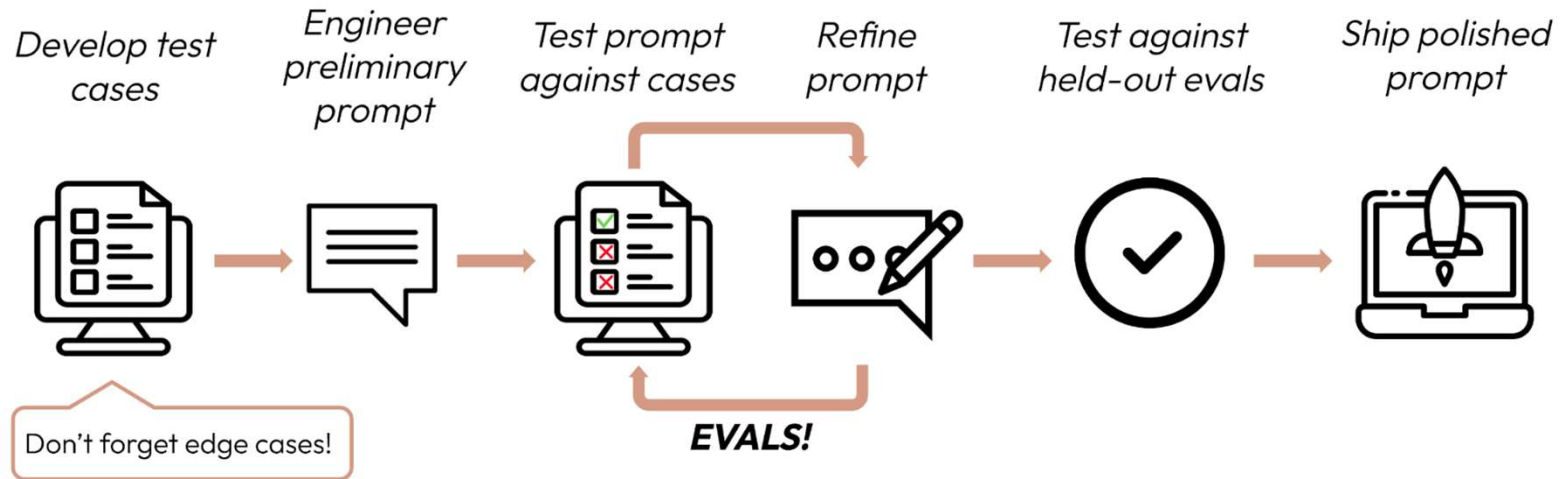 Develop test
cases
Engineer
preliminary
prompt
Test prompt
against cases
Refine
prompt
Test against
held-out evals
Ship polished
prompt
Don't forget edge cases!
EVALS!